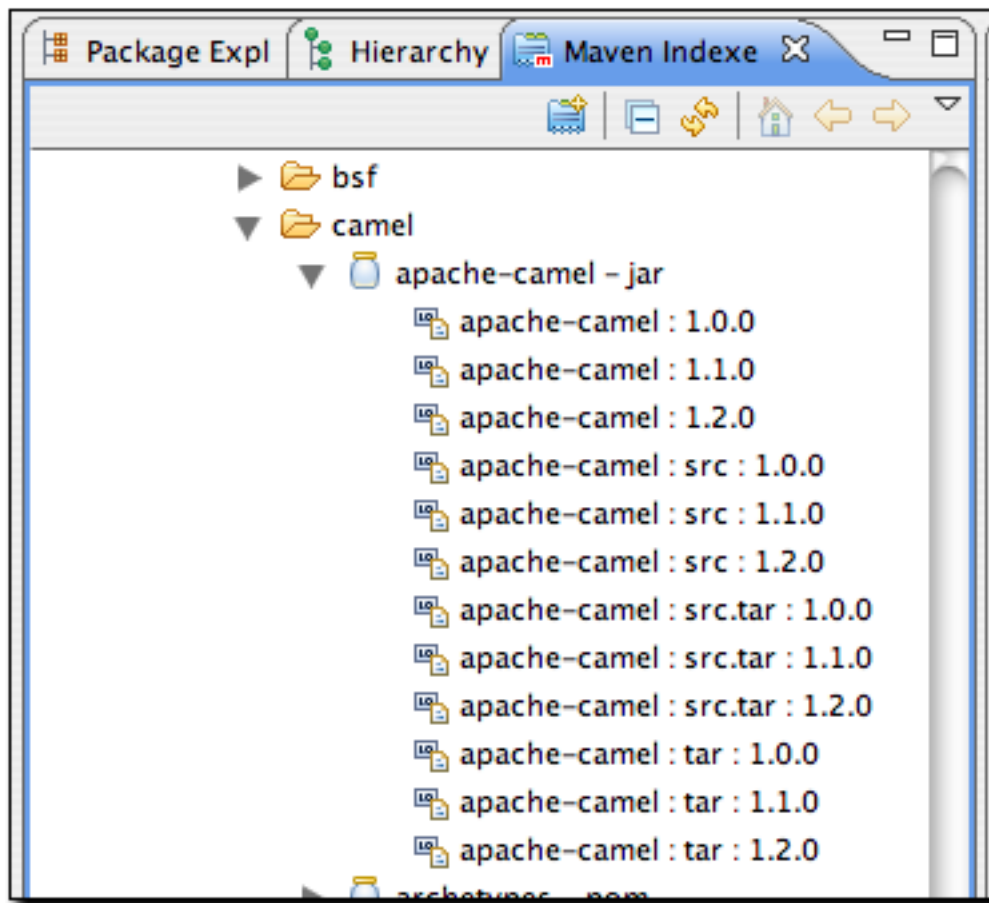 Package Expl Hierarchy Maven Indexe
bsf
camel
apache-camel – jar
apache-camel : 1.0.0
apache-camel : 1.1.0
apache-camel : 1.2.0
apache-camel : src : 1.0.0
apache-camel : src : 1.1.0
apache-camel : src : 1.2.0
apache-camel : src.tar : 1.0.0
apache-camel : src.tar : 1.1.0
apache-camel : src.tar : 1.2.0
apache-camel : tar : 1.0.0
apache-camel : tar : 1.1.0
apache-camel : tar : 1.2.0
archetypes – pom